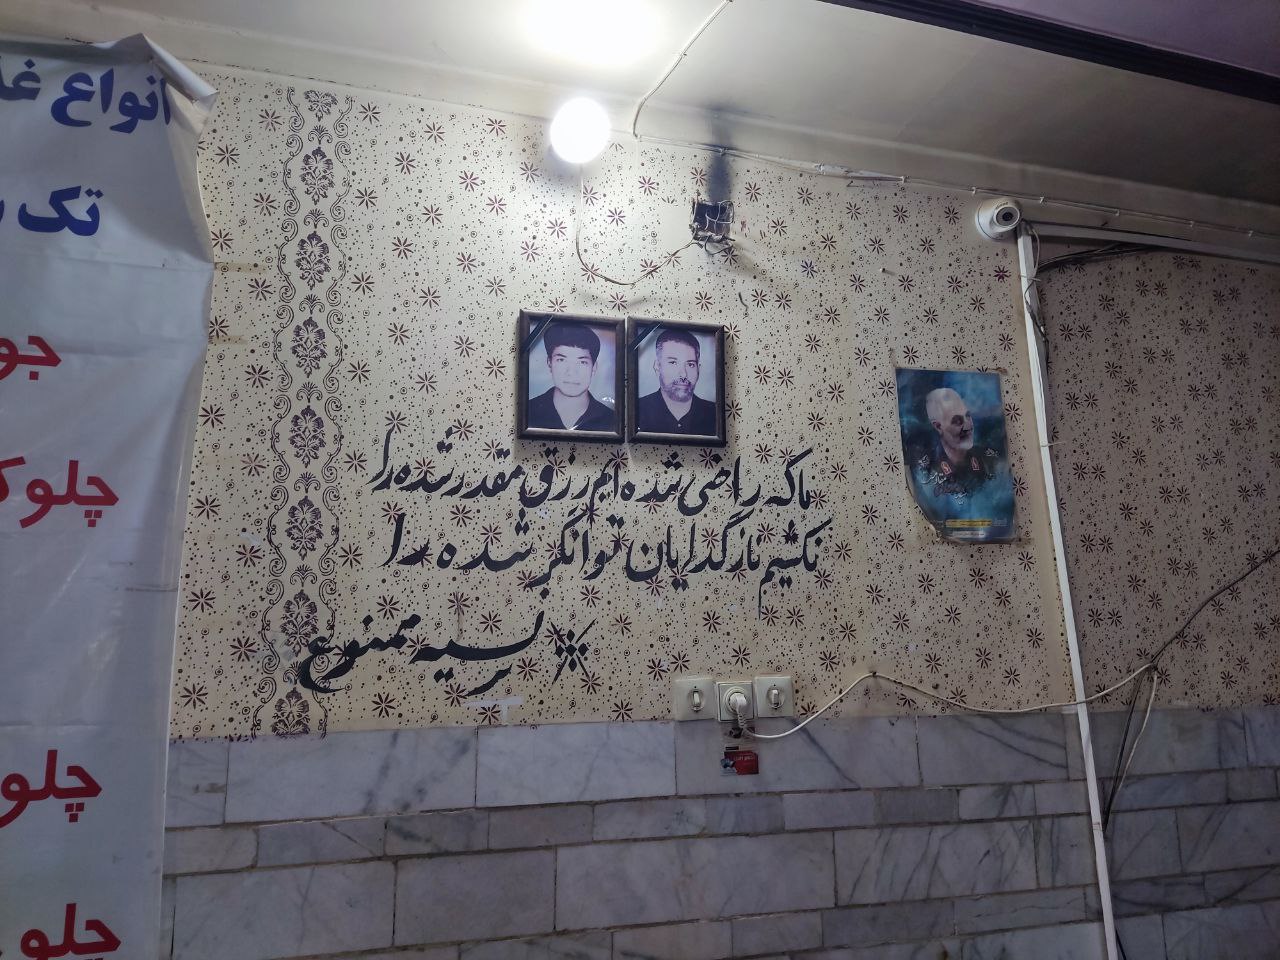 ما که راضی شده ایم رزق مقدر شده را
نکشیم ناز گدایان توانگر شده را
نسیه ممنوع
انواع غذ
تک
جو
چلوک
چلو
چلو